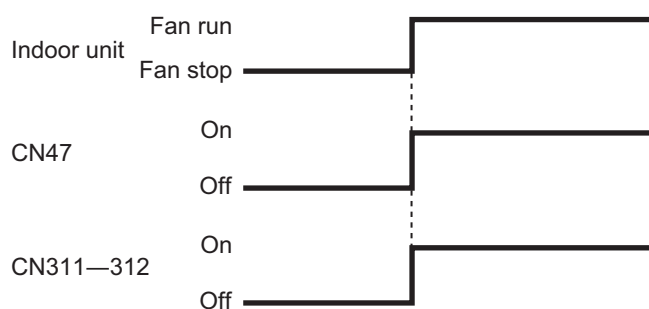 Fan run
Indoor unit
Fan stop
On
CN47
Off
On
CN311—312
Off